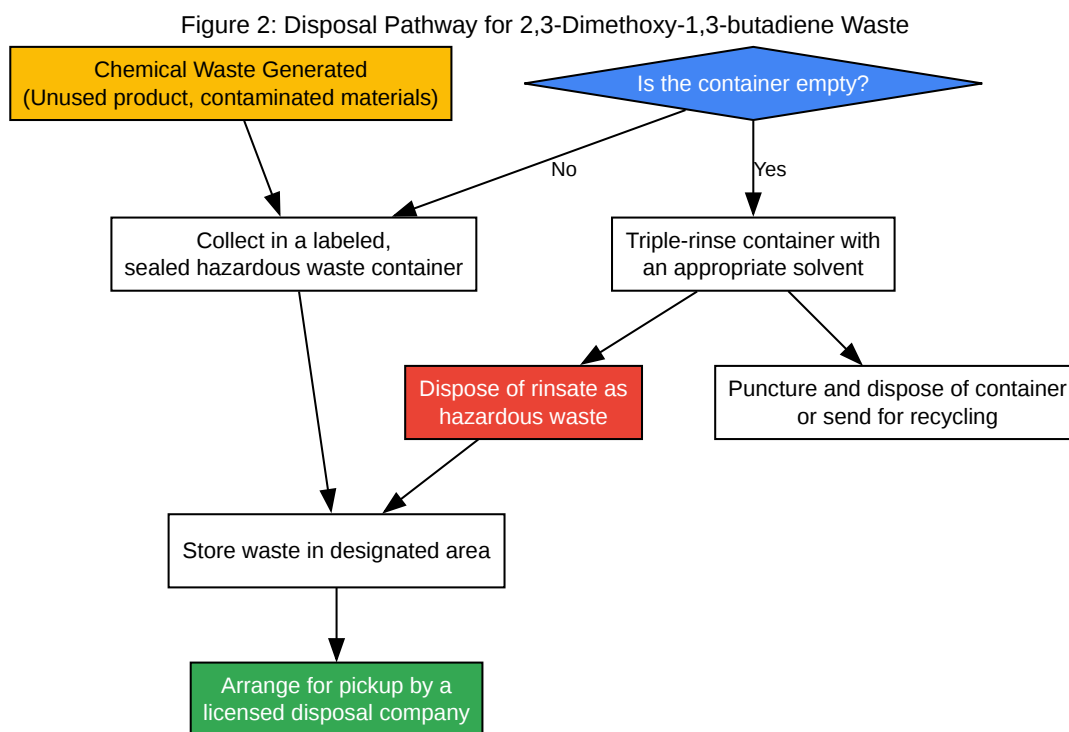 Figure 2: Disposal Pathway for 2,3-Dimethoxy-1,3-butadiene Waste
Chemical Waste Generated
(Unused product, contaminated materials)
Is the container empty?
No
Yes
Collect in a labeled,
sealed hazardous waste container
Triple-rinse container with
an appropriate solvent
Dispose of rinsate as
hazardous waste
Puncture and dispose of container
or send for recycling
Store waste in designated area
Arrange for pickup by a
licensed disposal company